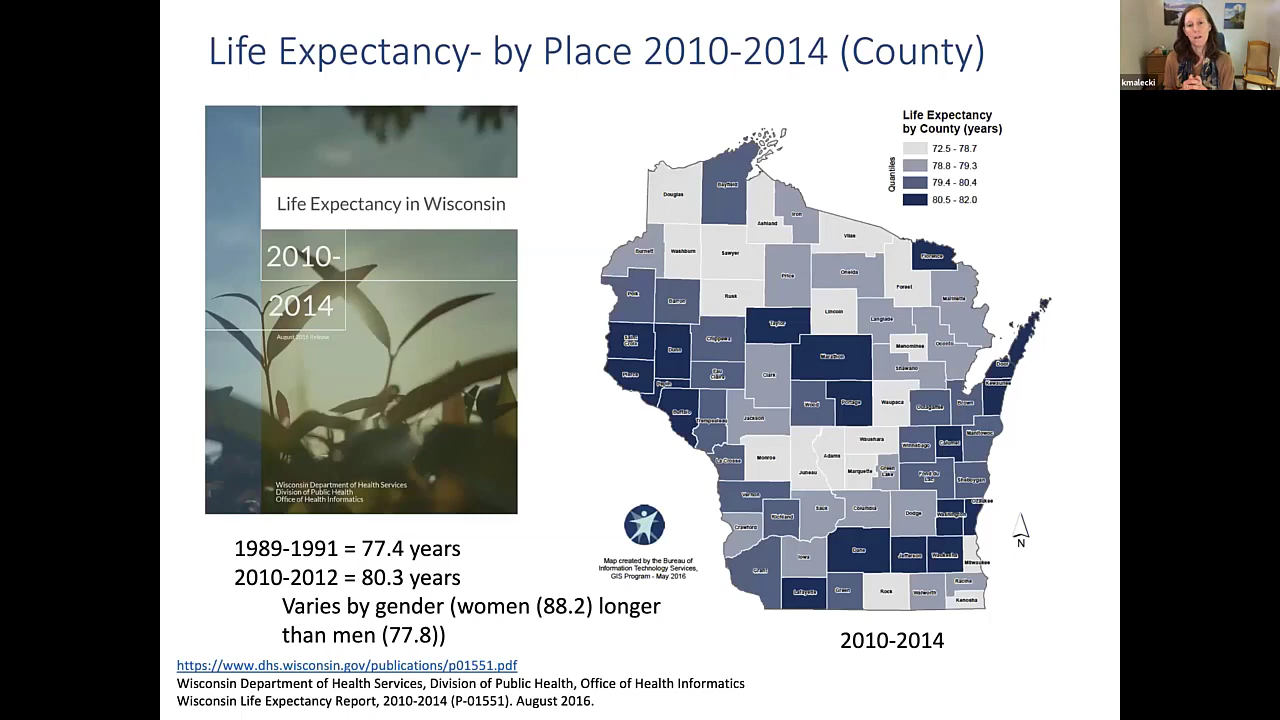 Life Expectancy- by Place 2010-2014 (County)
kmalecki
Life Expectancy in Wisconsin
2010-
2014
August 2016 Release
Wisconsin Department of Health Services
Division of Public Health
Office of Health Informatics
Life Expectancy
by County (years)
Quantiles
72.5 - 78.7
78.8 - 79.3
79.4 - 80.4
80.5 - 82.0
Douglas
Bayfield
Ashland
Iron
Vilas
Burnett
Washburn
Sawyer
Price
Oneida
Florence
Forest
Marinette
Polk
Barron
Rusk
Lincoln
Langlade
Taylor
Saint
Croix
Dunn
Chippewa
Marathon
Menominee
Oconto
Shawano
Door
Pierce
Pepin
Eau
Claire
Clark
Kewaunee
Buffalo
Trempealeau
Jackson
Wood
Portage
Waupaca
Outagamie
Brown
La Crosse
Monroe
Juneau
Adams
Waushara
Marquette
Green
Lake
Winnebago
Calumet
Manitowoc
Fond du
Lac
Sheboygan
Vernon
Richland
Sauk
Columbia
Dodge
Washington
Ozaukee
Crawford
Grant
Iowa
Dane
Jefferson
Waukesha
Milwaukee
Lafayette
Green
Rock
Walworth
Racine
Kenosha
N
Map created by the Bureau of
Information Technology Services,
GIS Program - May 2016
2010-2014
1989-1991 = 77.4 years
2010-2012 = 80.3 years
Varies by gender (women (88.2) longer
than men (77.8))
https://www.dhs.wisconsin.gov/publications/p01551.pdf
Wisconsin Department of Health Services, Division of Public Health, Office of Health Informatics
Wisconsin Life Expectancy Report, 2010-2014 (P-01551). August 2016.